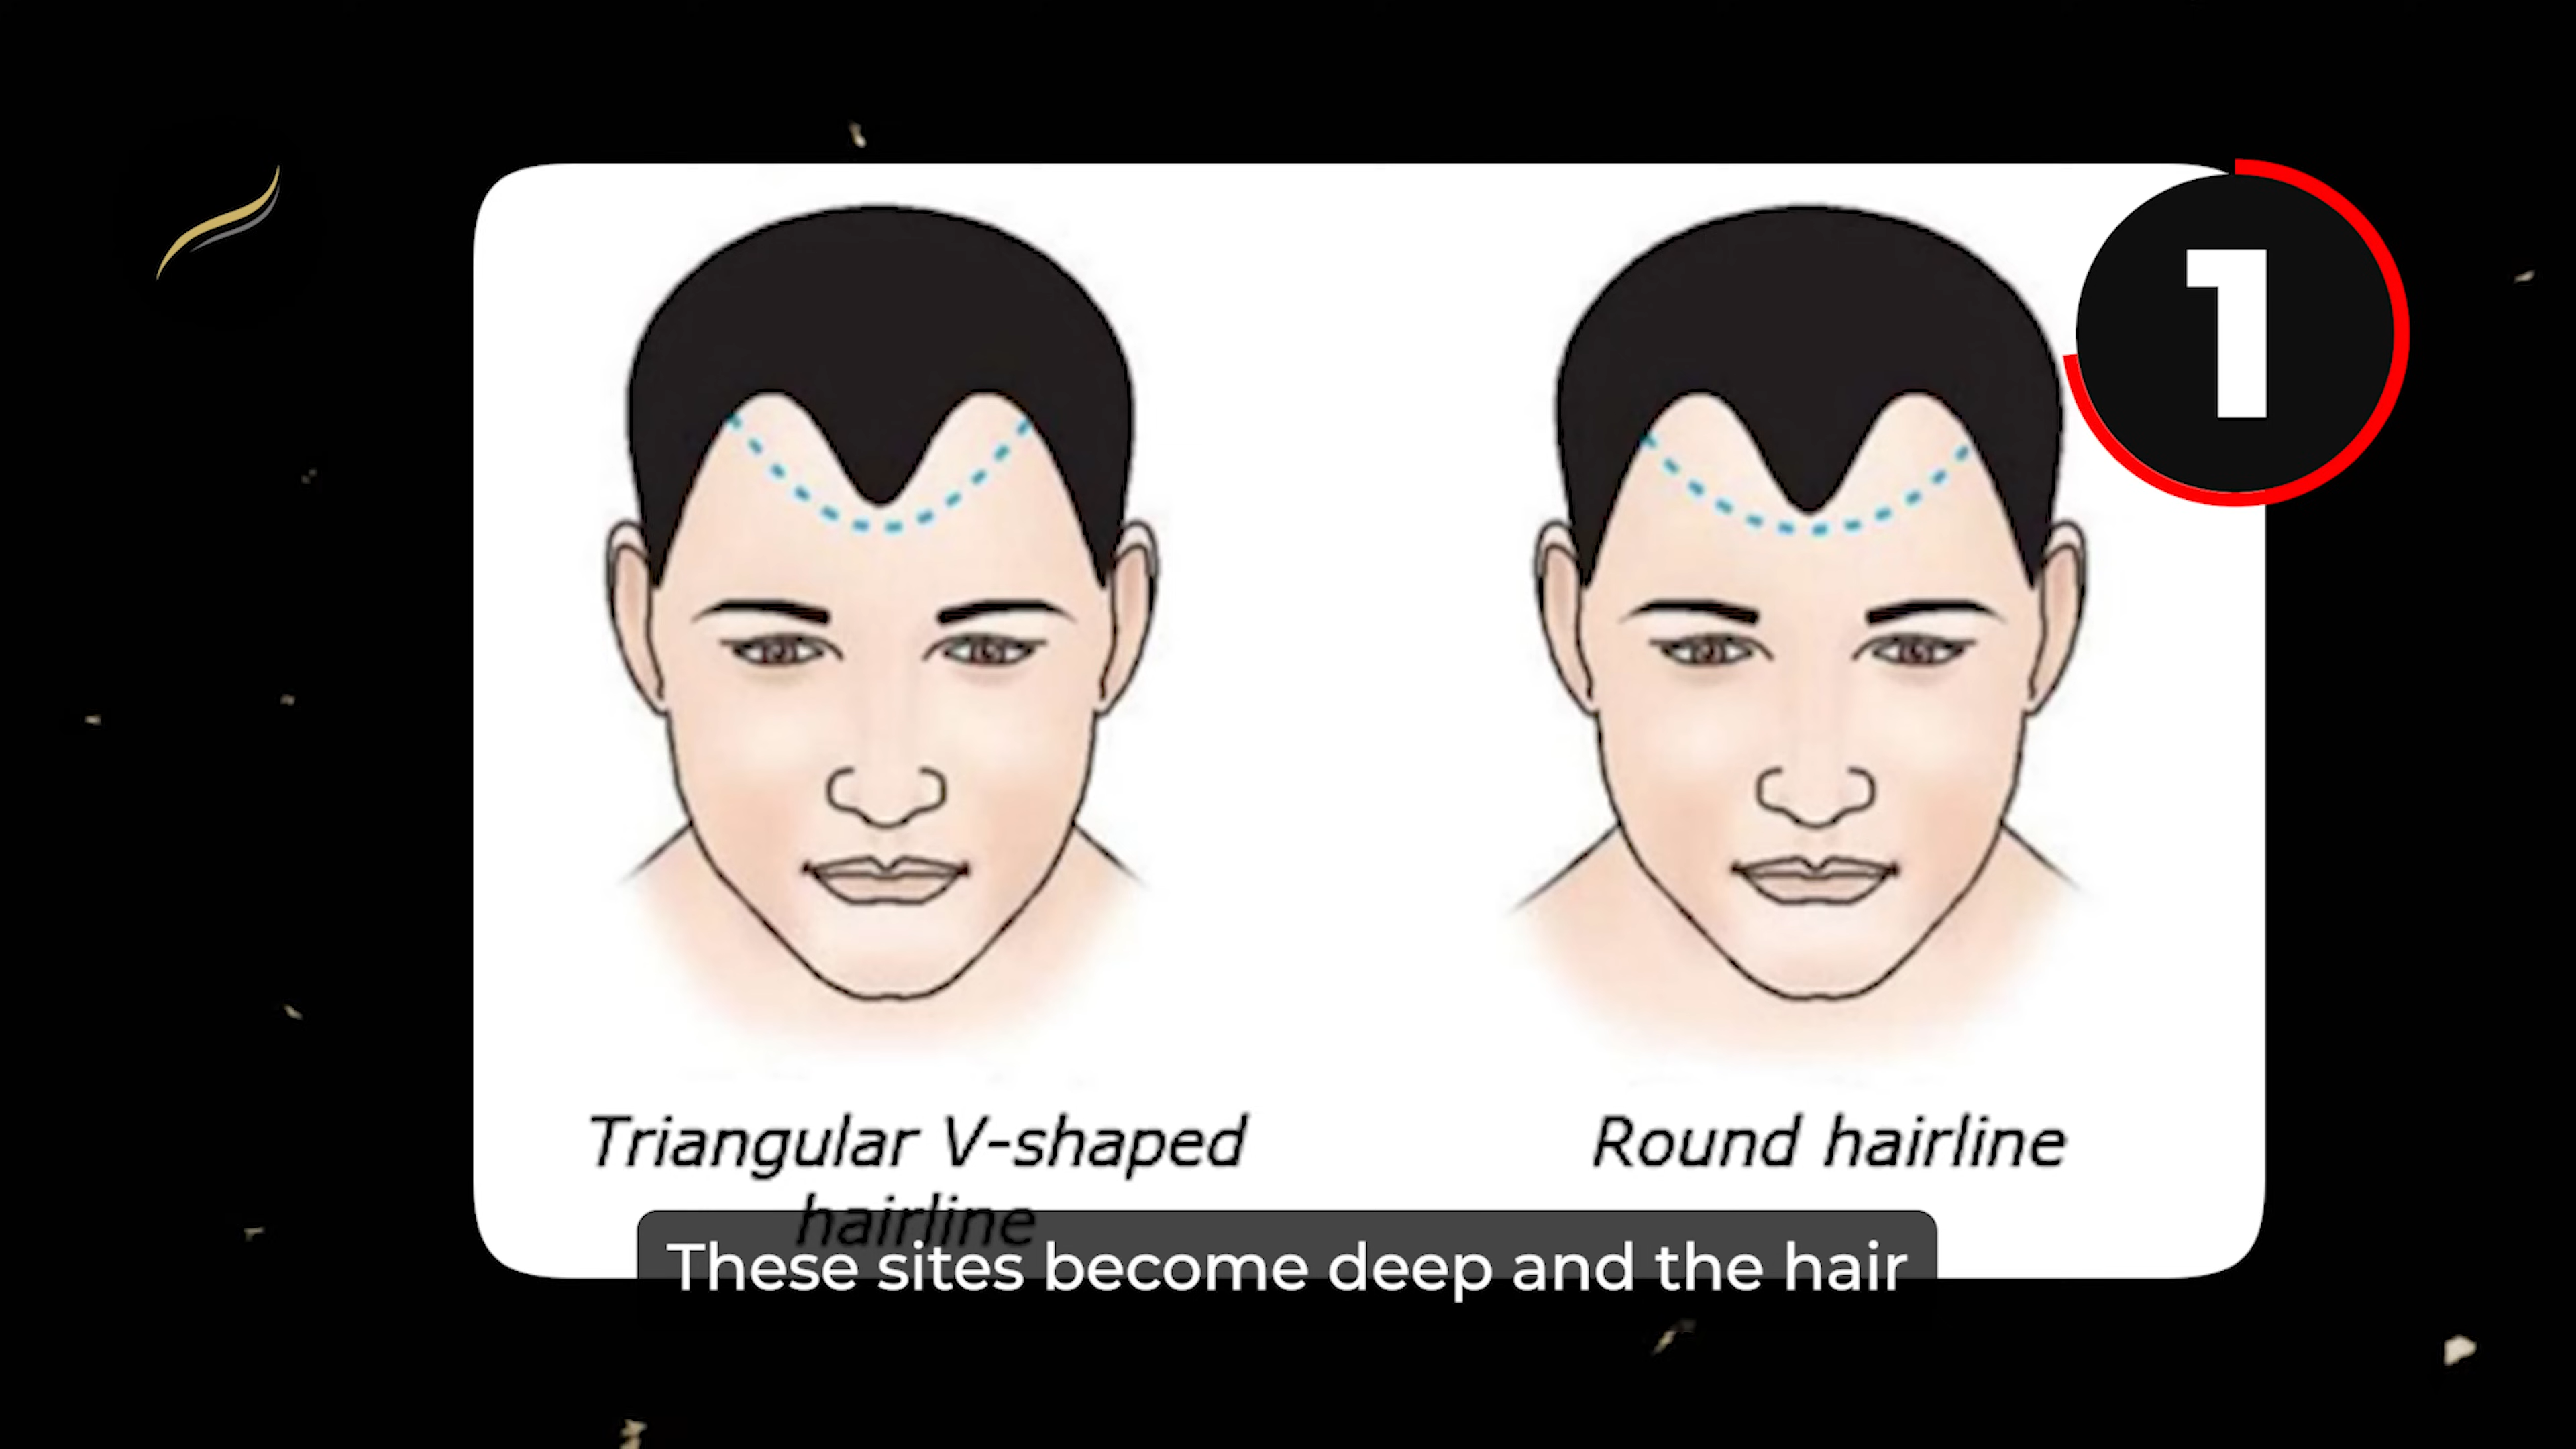 1
Triangular V-shaped
hairline
Round hairline
These sites become deep and the hair